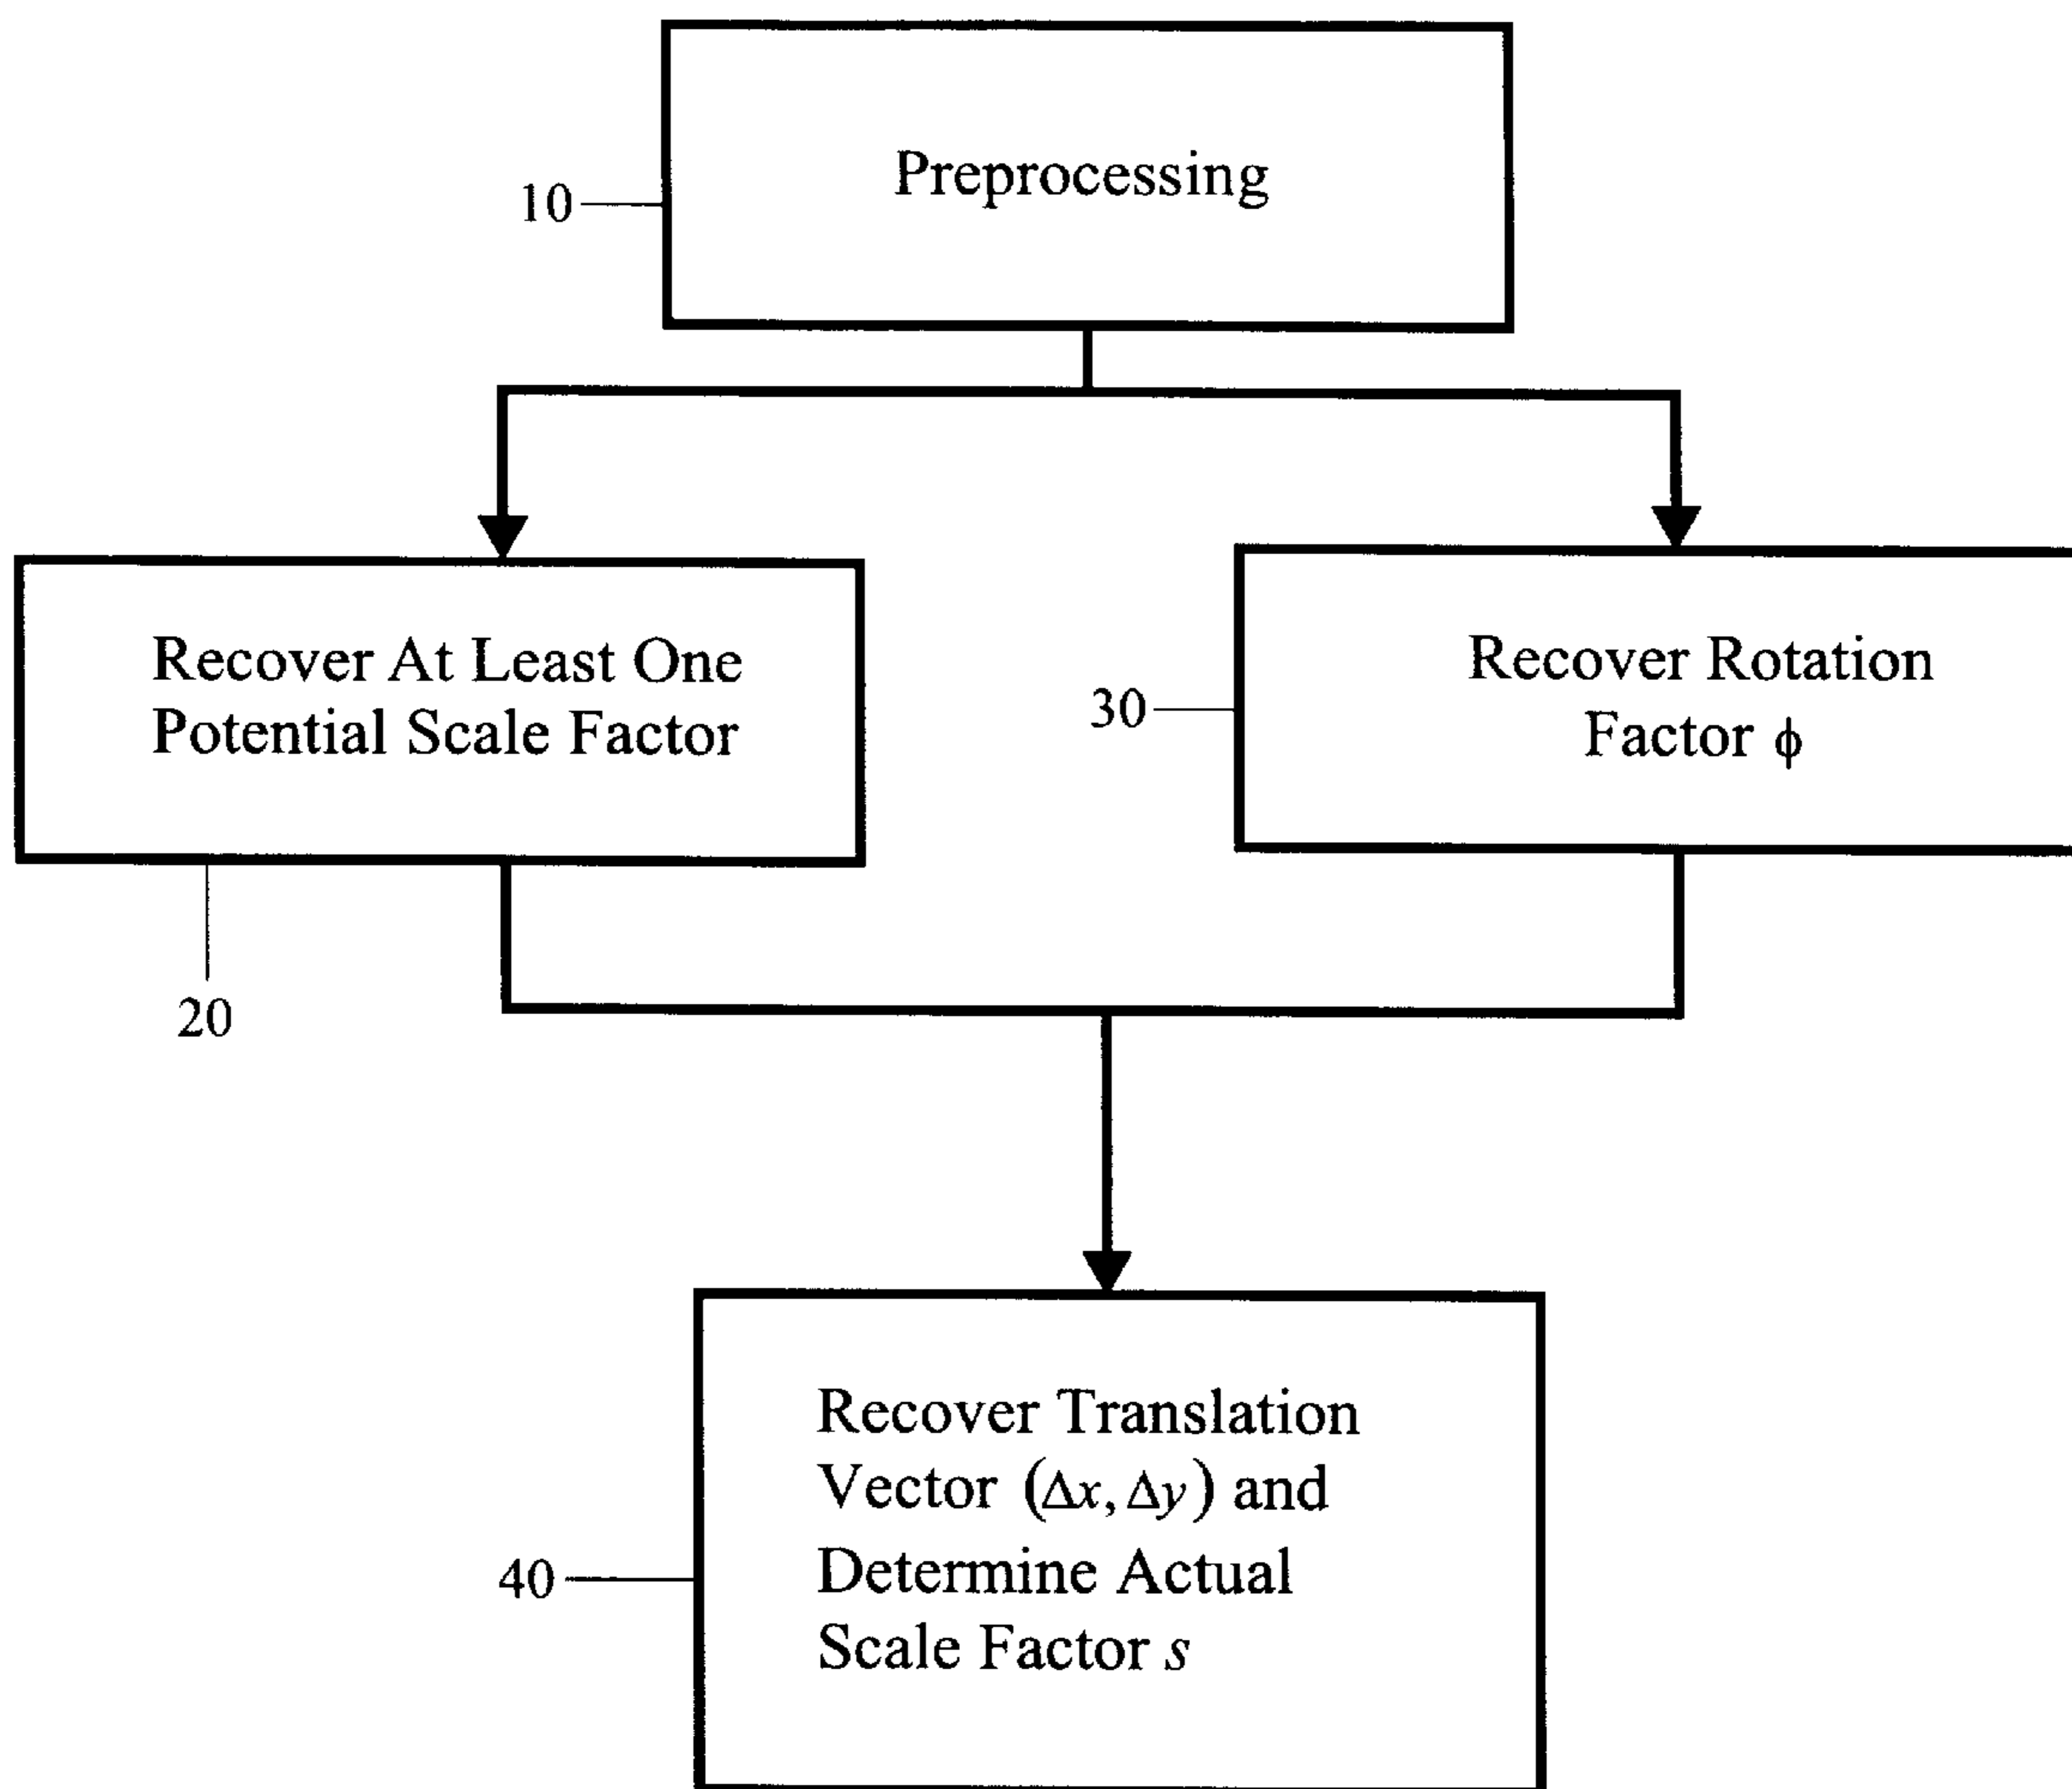 Preprocessing
10
Recover At Least One
Potential Scale Factor
20
Recover Rotation
Factor ϕ
30
Recover Translation
Vector (Δx, Δy) and
Determine Actual
Scale Factor s
40